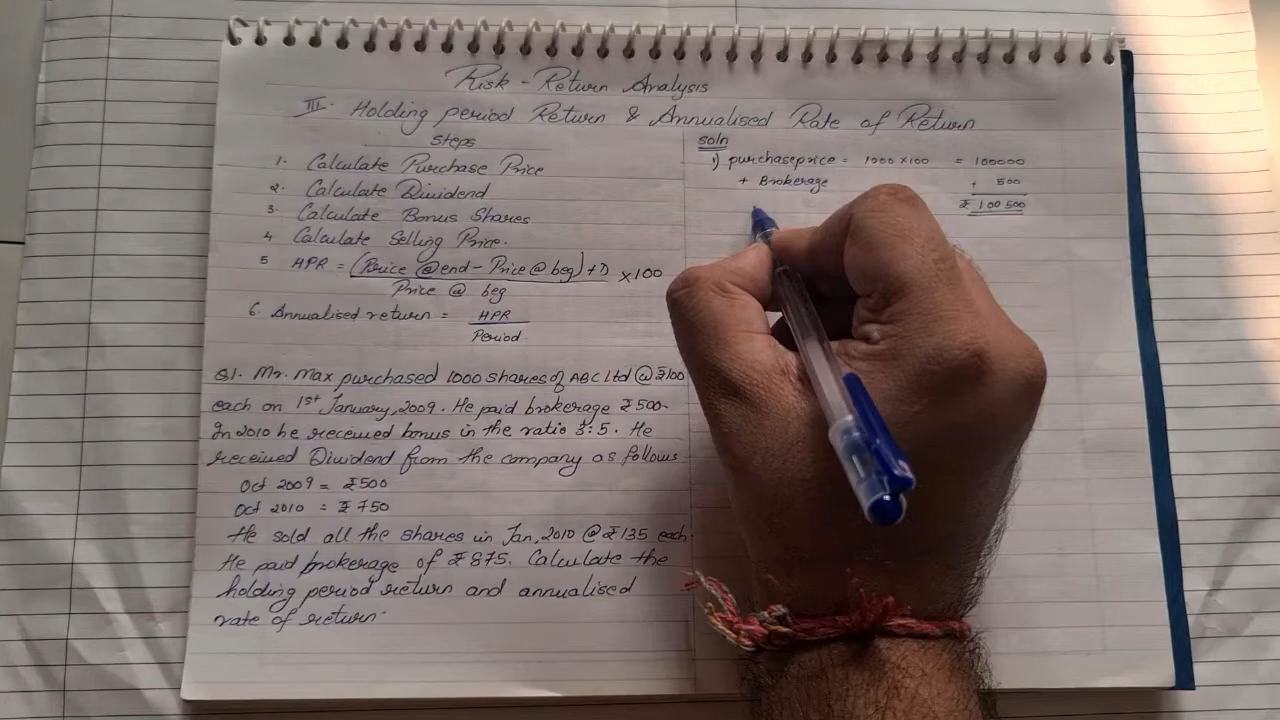 Risk - Return Analysis
III. Holding period Return & Annualised Rate of Return
Steps
1. Calculate Purchase Price
2. Calculate Dividend
3. Calculate Bonus Shares
4 Calculate Selling Price.
5 HPR = (Price @ end - Price @ beg) + D × 100
Price @ beg
6. Annualised return = HPR
Period
Q1. Mr. Max purchased 1000 shares of ABC ltd @ ₹100
each on 1st January, 2009. He paid brokerage ₹500.
In 2010 he received bonus in the ratio 3:5. He
received Dividend from the company as follows
Oct 2009 = ₹500
Oct 2010 = ₹750
He sold all the shares in Jan, 2010 @ ₹135 each.
He paid brokerage of ₹875. Calculate the
holding period return and annualised
rate of return.
soln
1) purchase price = 1000 × 100 = 100000
+ Brokerage + 500
₹ 100 500